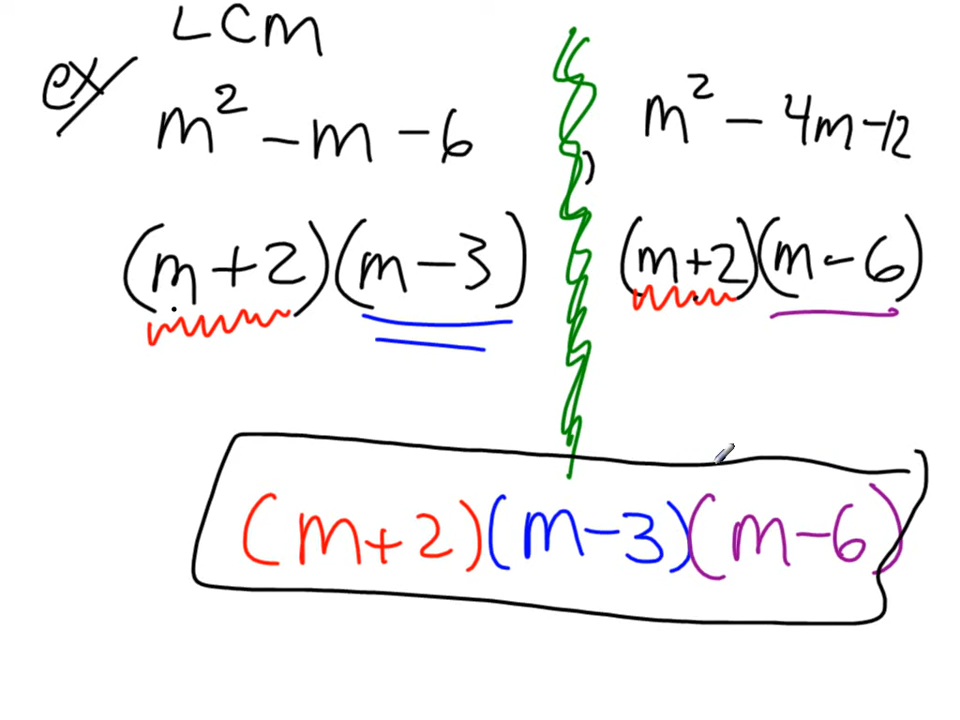 LCM
ex/
m² - m - 6 , m² - 4m - 12
(m+2)(m-3) (m+2)(m-6)
(m+2)(m-3)(m-6)